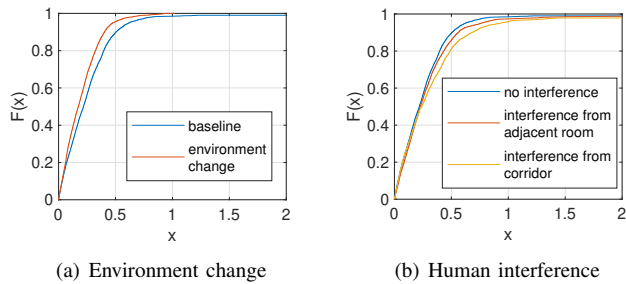 F(x)
1
0.8
0.6
0.4
0.2
0
baseline
environment
change
0 0.5 1 1.5 2
x
(a) Environment change
F(x)
1
0.8
0.6
0.4
0.2
0
no interference
interference from
adjacent room
interference from
corridor
0 0.5 1 1.5 2
x
(b) Human interference